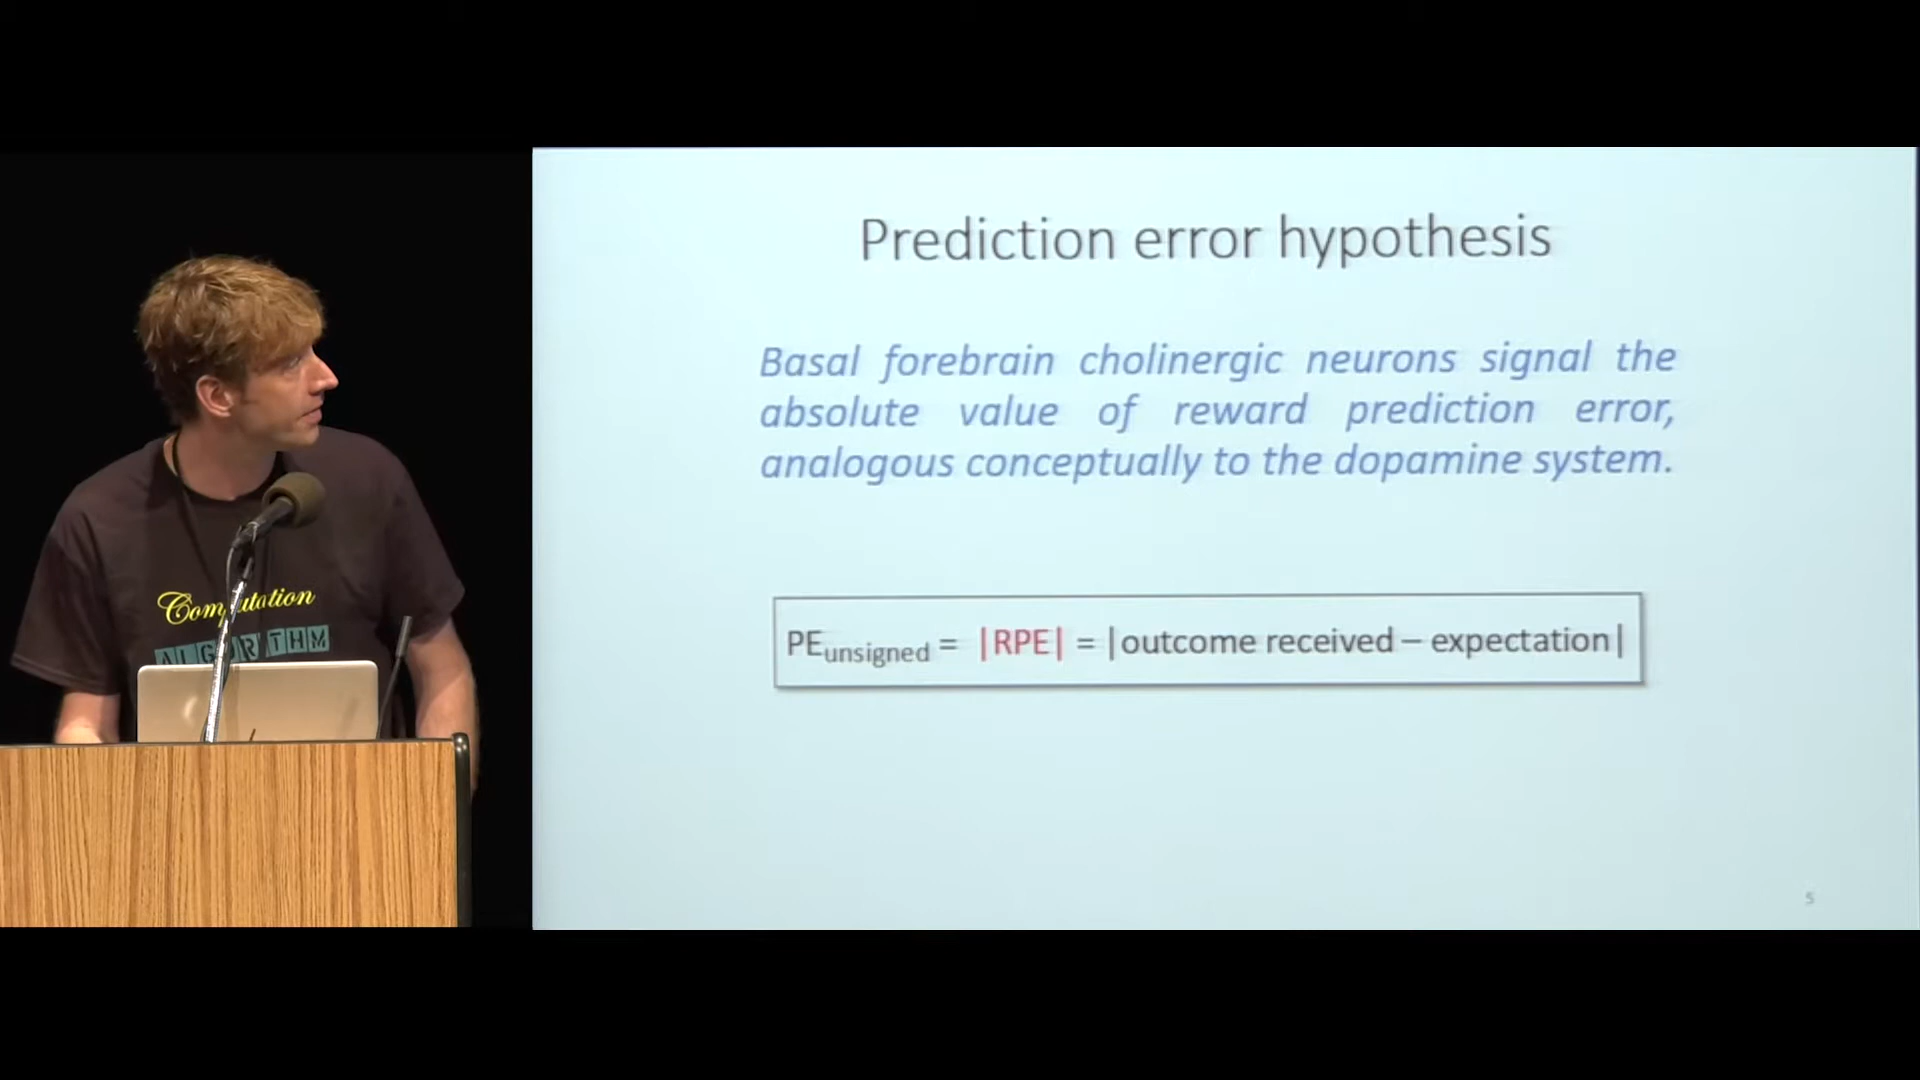 Prediction error hypothesis
Basal forebrain cholinergic neurons signal the
absolute value of reward prediction error,
analogous conceptually to the dopamine system.
PEunsigned = |RPE| = |outcome received – expectation|
5
Computation
ALGORITHM